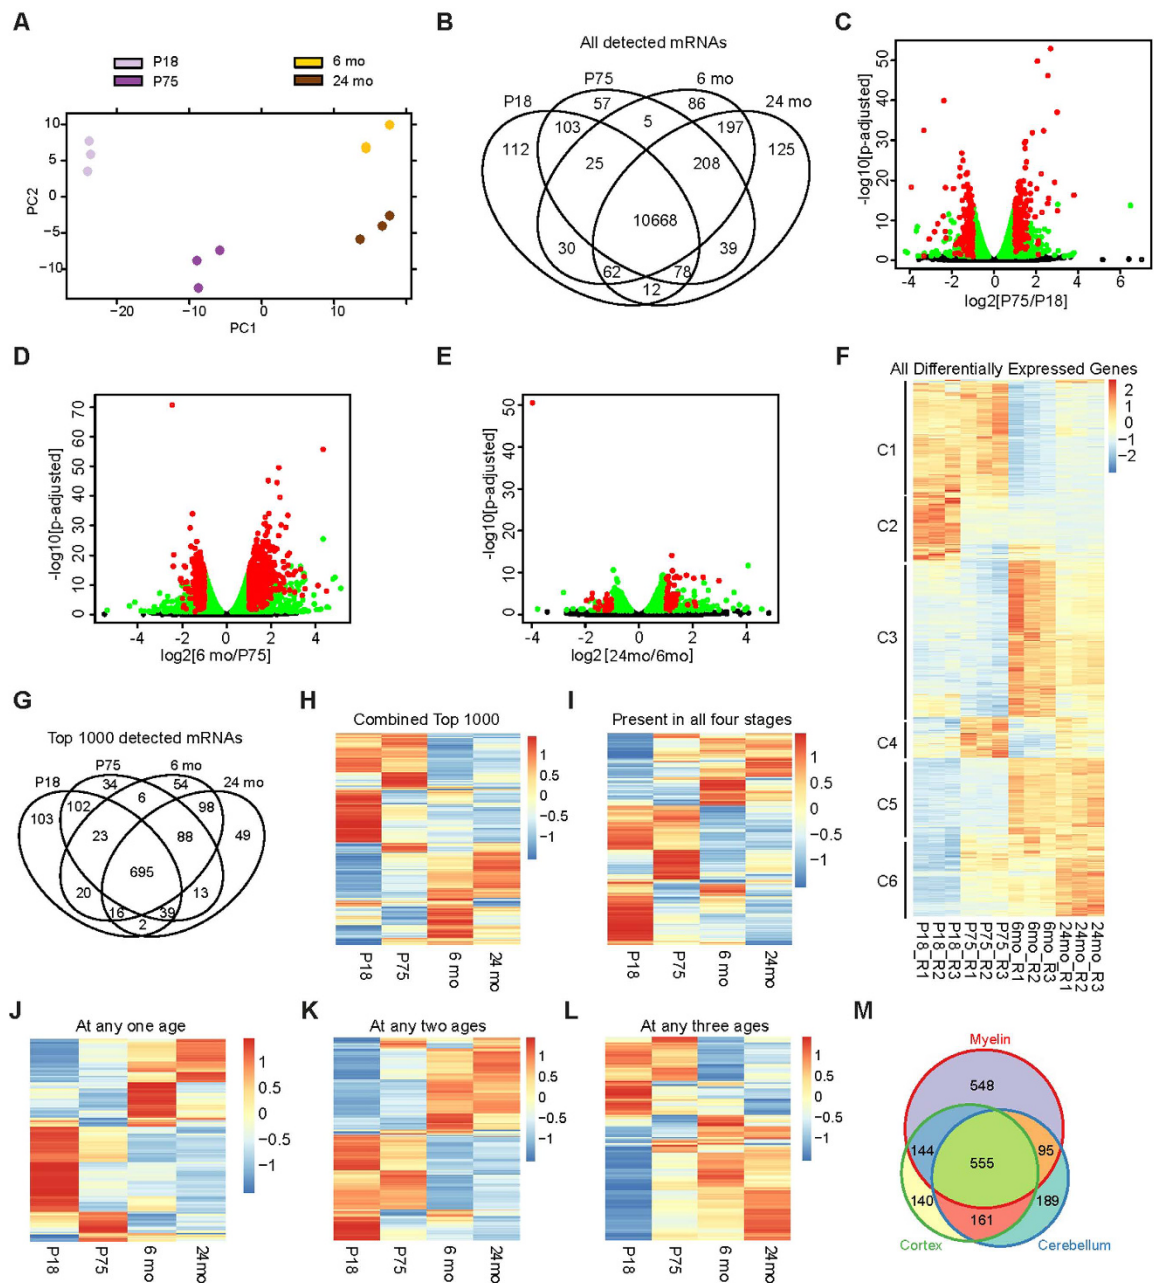 A
P18
P75
6 mo
24 mo
10
5
0
−5
−10
PC2
−20
−10
0
10
PC1
B
All detected mRNAs
P18
P75
6 mo
24 mo
57
86
103
5
197
112
25
208
125
10668
30
39
62
78
12
C
-log10[p-adjusted]
50
40
30
20
10
0
−4
−2
0
2
4
6
log2[P75/P18]
D
-log10[p-adjusted]
70
60
50
40
30
20
10
0
-4
-2
0
2
4
log2[6 mo/P75]
E
-log10[p-adjusted]
50
40
30
20
10
0
-4
-2
0
2
4
log2 [24mo/6mo]
F
All Differentially Expressed Genes
2
1
0
−1
−2
C1
C2
C3
C4
C5
C6
P18_R1
P18_R2
P18_R3
P75_R1
P75_R2
P75_R3
6mo_R1
6mo_R2
6mo_R3
24mo_R1
24mo_R2
24mo_R3
G
Top 1000 detected mRNAs
P18
P75
6 mo
24 mo
34
54
102
6
98
103
23
88
49
695
20
13
16
39
2
H
Combined Top 1000
1
0.5
0
−0.5
−1
P18
P75
6 mo
24 mo
I
Present in all four stages
1
0.5
0
−0.5
−1
P18
P75
6 mo
24mo
J
At any one age
1
0.5
0
−0.5
−1
P18
P75
6 mo
24mo
K
At any two ages
1
0.5
0
−0.5
−1
P18
P75
6 mo
24mo
L
At any three ages
1
0.5
0
−0.5
−1
P18
P75
6 mo
24mo
M
Myelin
548
144
95
555
140
189
161
Cortex
Cerebellum